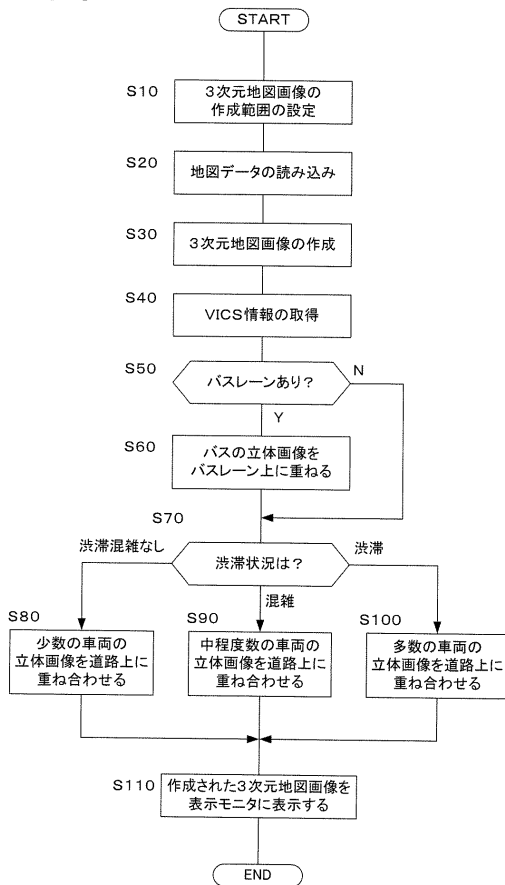 START
S10
3次元地図画像の
作成範囲の設定
S20
地図データの読み込み
S30
3次元地図画像の作成
S40
VICS情報の取得
S50
バスレーンあり？
N
Y
S60
バスの立体画像を
バスレーン上に重ねる
S70
渋滞混雑なし
渋滞状況は？
渋滞
混雑
S80
少数の車両の
立体画像を道路上に
重ね合わせる
S90
中程度数の車両の
立体画像を道路上に
重ね合わせる
S100
多数の車両の
立体画像を道路上に
重ね合わせる
S110
作成された3次元地図画像を
表示モニタに表示する
END